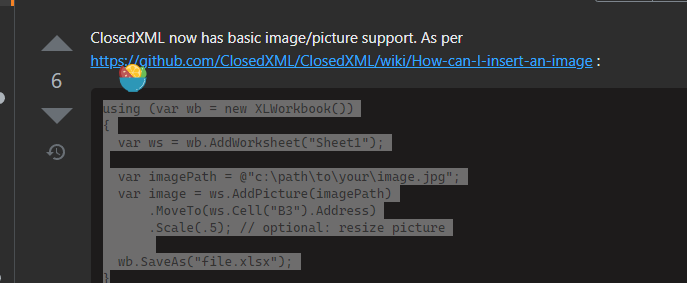 ClosedXML now has basic image/picture support. As per
https://github.com/ClosedXML/ClosedXML/wiki/How-can-I-insert-an-image :
6
using (var wb = new XLWorkbook())
{
  var ws = wb.AddWorksheet("Sheet1");
  var imagePath = @"c:\path\to\your\image.jpg";
  var image = ws.AddPicture(imagePath)
      .MoveTo(ws.Cell("B3").Address)
      .Scale(.5); // optional: resize picture
  wb.SaveAs("file.xlsx");
}